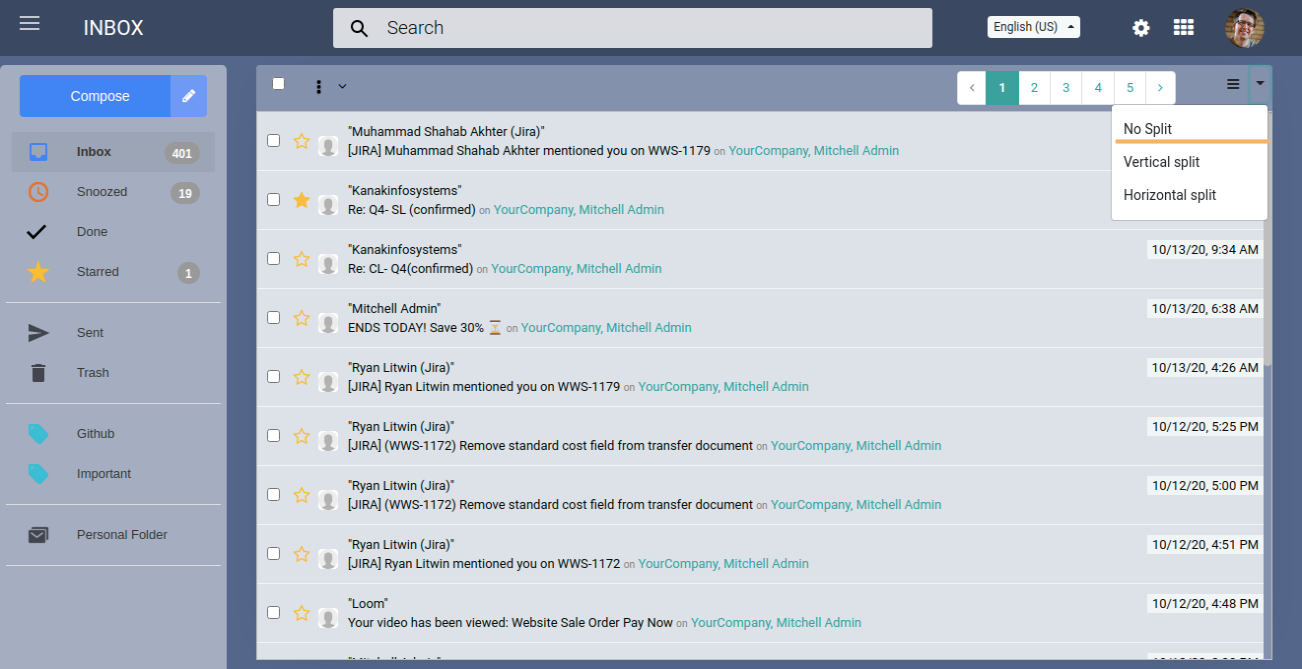 INBOX
Search
English (US)
Compose
Inbox 401
Snoozed 19
Done
Starred 1
Sent
Trash
Github
Important
Personal Folder
1 2 3 4 5
No Split
Vertical split
Horizontal split
"Muhammad Shahab Akhter (Jira)"
[JIRA] Muhammad Shahab Akhter mentioned you on WWS-1179 on YourCompany, Mitchell Admin
"Kanakinfosystems"
Re: Q4- SL (confirmed) on YourCompany, Mitchell Admin
"Kanakinfosystems" 10/13/20, 9:34 AM
Re: CL- Q4(confirmed) on YourCompany, Mitchell Admin
"Mitchell Admin" 10/13/20, 6:38 AM
ENDS TODAY! Save 30% ⏳ on YourCompany, Mitchell Admin
"Ryan Litwin (Jira)" 10/13/20, 4:26 AM
[JIRA] Ryan Litwin mentioned you on WWS-1179 on YourCompany, Mitchell Admin
"Ryan Litwin (Jira)" 10/12/20, 5:25 PM
[JIRA] (WWS-1172) Remove standard cost field from transfer document on YourCompany, Mitchell Admin
"Ryan Litwin (Jira)" 10/12/20, 5:00 PM
[JIRA] (WWS-1172) Remove standard cost field from transfer document on YourCompany, Mitchell Admin
"Ryan Litwin (Jira)" 10/12/20, 4:51 PM
[JIRA] Ryan Litwin mentioned you on WWS-1172 on YourCompany, Mitchell Admin
"Loom" 10/12/20, 4:48 PM
Your video has been viewed: Website Sale Order Pay Now on YourCompany, Mitchell Admin